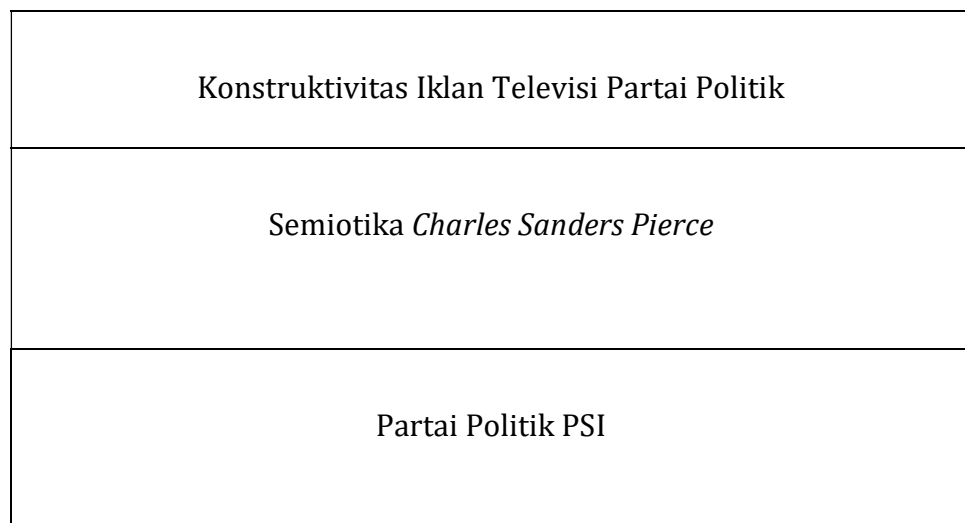 Konstruktivitas Iklan Televisi Partai Politik
Semiotika Charles Sanders Pierce
Partai Politik PSI